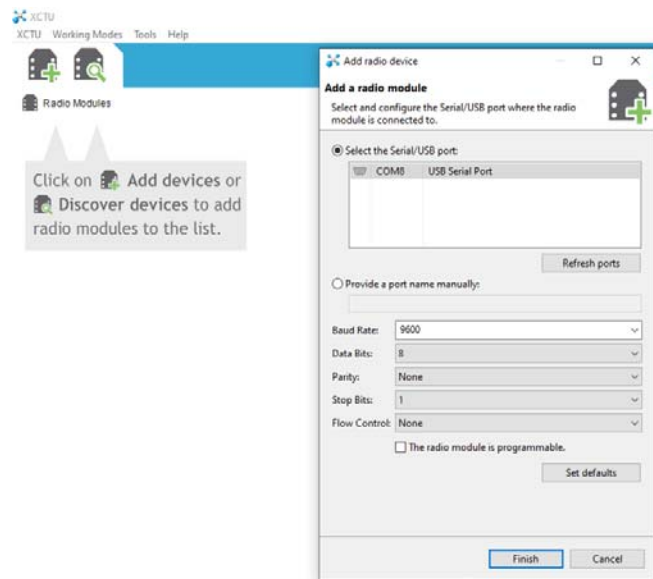 XCTU
XCTU Working Modes Tools Help
Radio Modules
Click on Add devices or
Discover devices to add
radio modules to the list.
Add radio device
Add a radio module
Select and configure the Serial/USB port where the radio
module is connected to.
Select the Serial/USB port:
COM8 USB Serial Port
Refresh ports
Provide a port name manually:
Baud Rate: 9600
Data Bits: 8
Parity: None
Stop Bits: 1
Flow Control: None
The radio module is programmable.
Set defaults
Finish Cancel